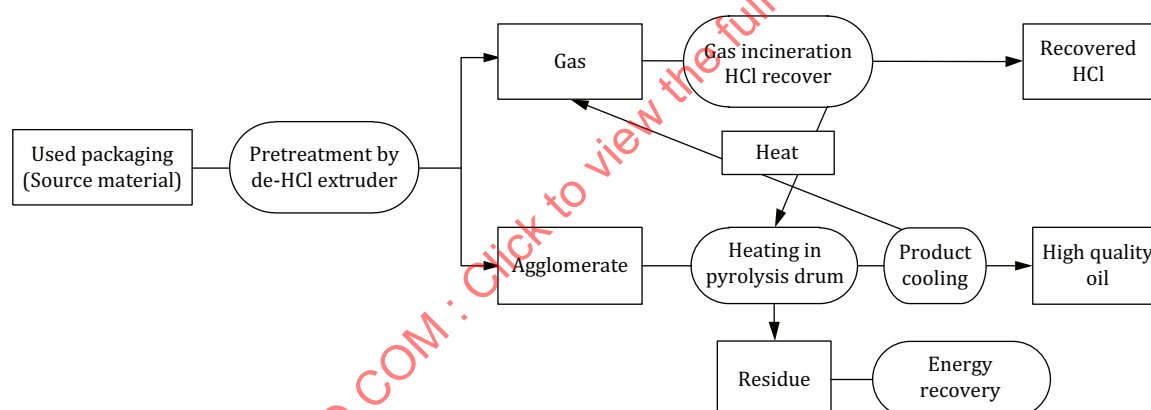 Gas
Gas incineration
HCl recover
Recovered
HCl
Used packaging
(Source material)
Pretreatment by
de-HCl extruder
Heat
Agglomerate
Heating in
pyrolysis drum
Product
cooling
High quality
oil
Residue
Energy
recovery
COM : Click to view the full